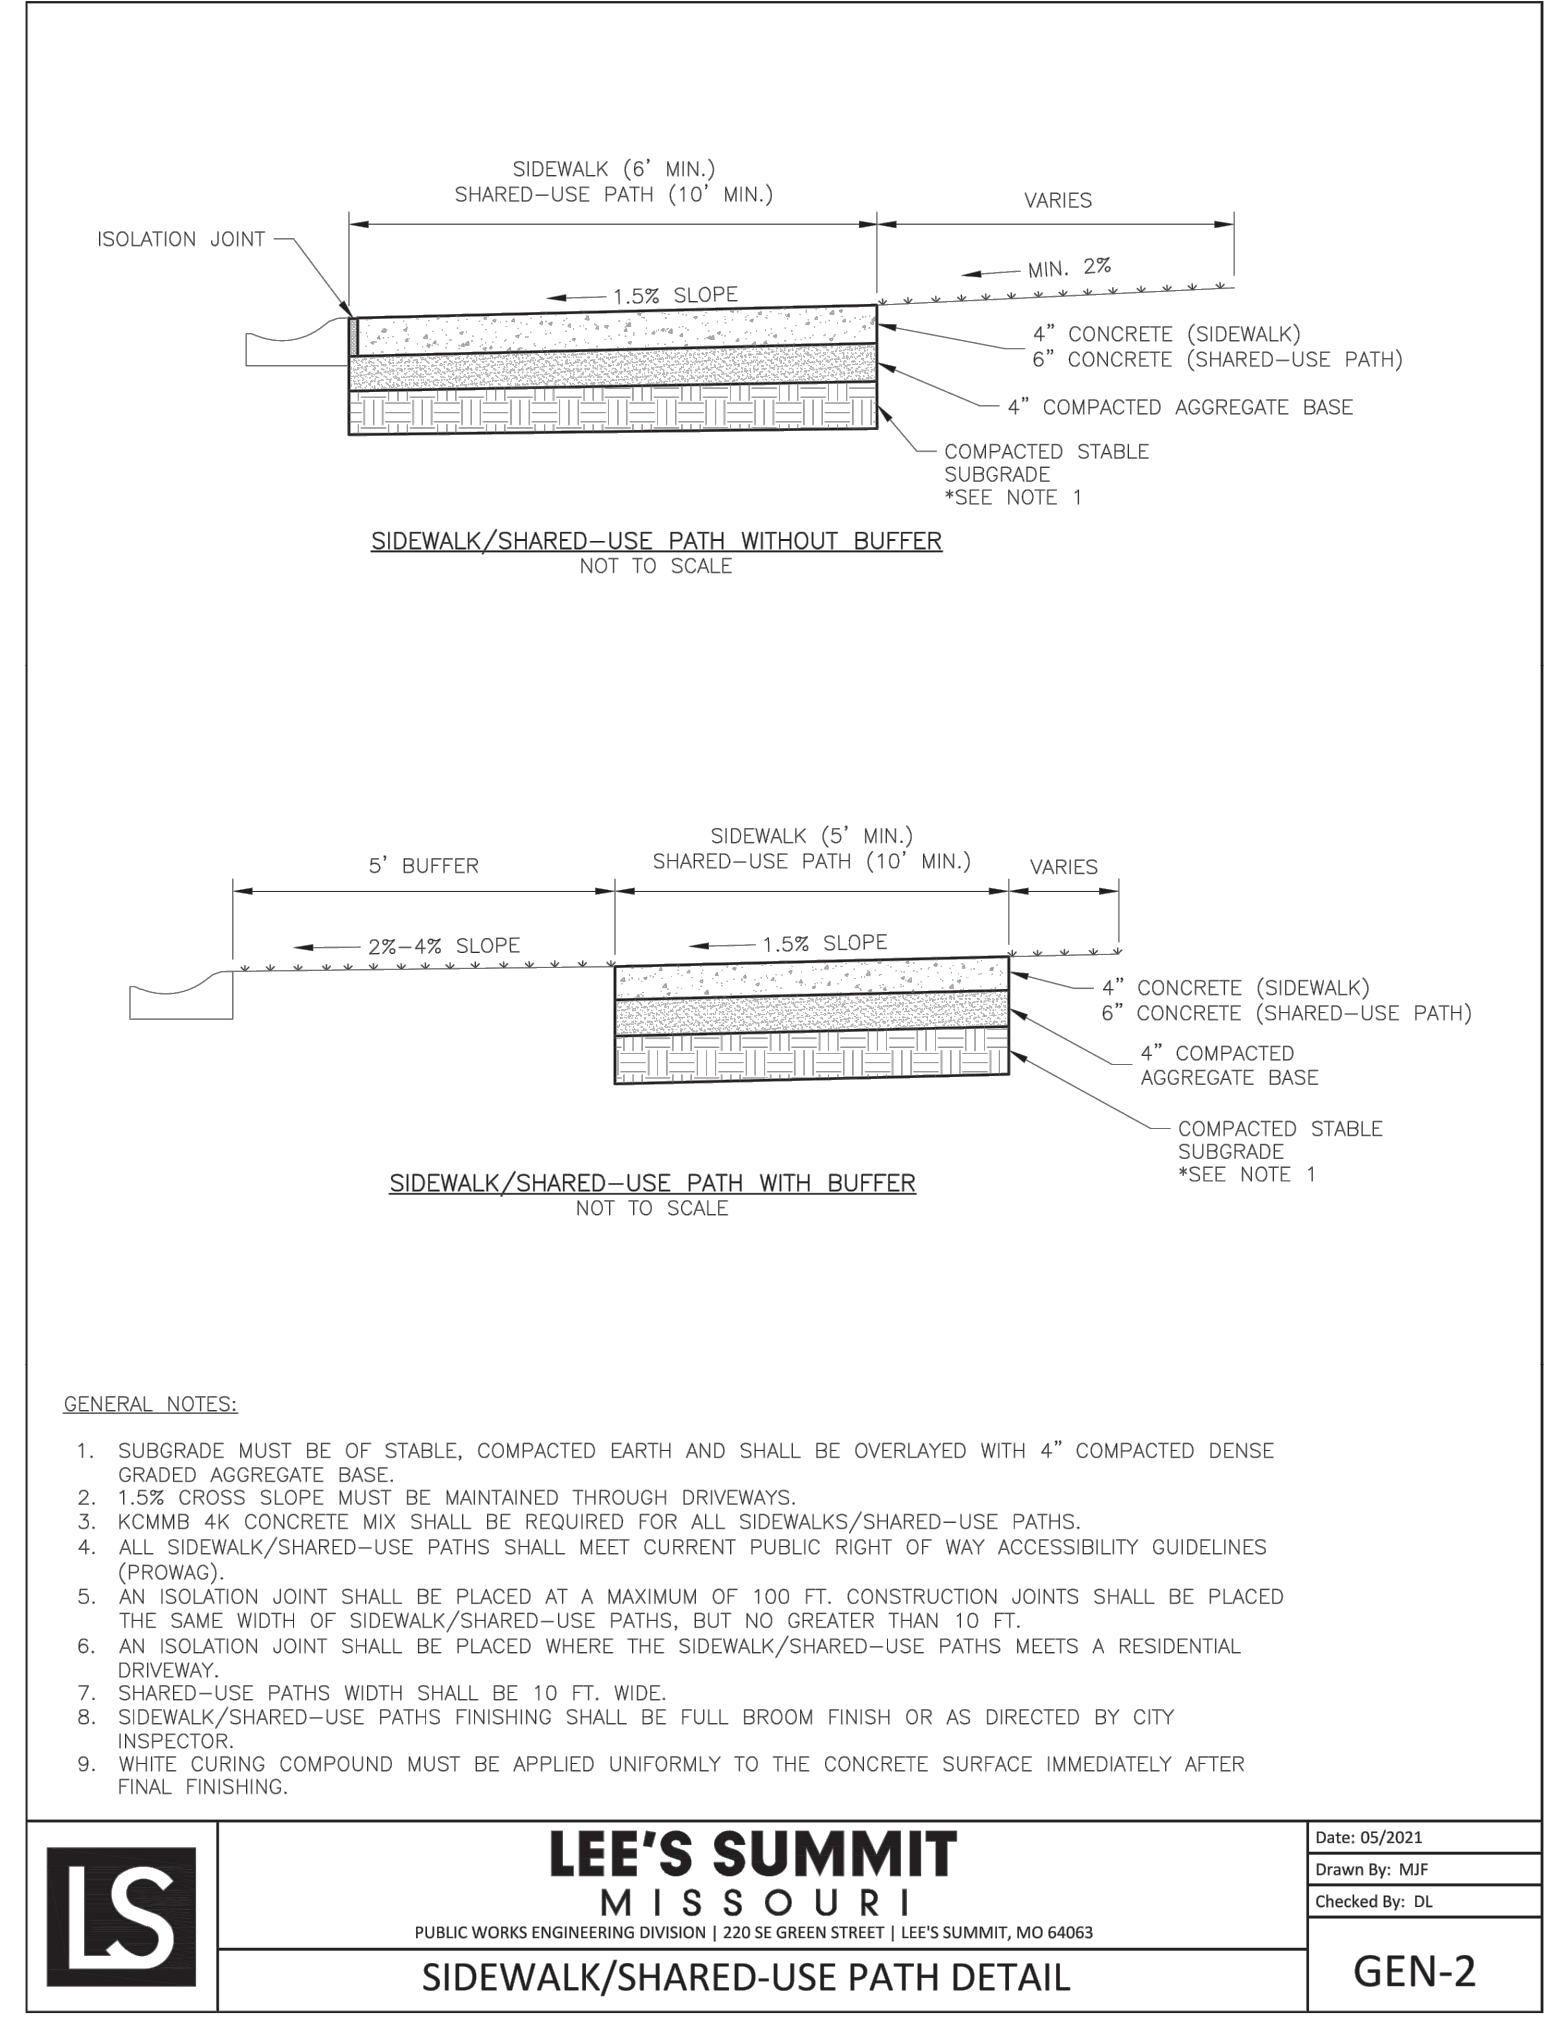 SIDEWALK (6' MIN.)
SHARED-USE PATH (10' MIN.)
VARIES
ISOLATION JOINT
MIN. 2%
1.5% SLOPE
4" CONCRETE (SIDEWALK)
6" CONCRETE (SHARED-USE PATH)
4" COMPACTED AGGREGATE BASE
COMPACTED STABLE
SUBGRADE
*SEE NOTE 1
SIDEWALK/SHARED-USE PATH WITHOUT BUFFER
NOT TO SCALE
SIDEWALK (5' MIN.)
SHARED-USE PATH (10' MIN.)
5' BUFFER
VARIES
2%-4% SLOPE
1.5% SLOPE
4" CONCRETE (SIDEWALK)
6" CONCRETE (SHARED-USE PATH)
4" COMPACTED
AGGREGATE BASE
COMPACTED STABLE
SUBGRADE
*SEE NOTE 1
SIDEWALK/SHARED-USE PATH WITH BUFFER
NOT TO SCALE
GENERAL NOTES:
1. SUBGRADE MUST BE OF STABLE, COMPACTED EARTH AND SHALL BE OVERLAYED WITH 4" COMPACTED DENSE
GRADED AGGREGATE BASE.
2. 1.5% CROSS SLOPE MUST BE MAINTAINED THROUGH DRIVEWAYS.
3. KCMMB 4K CONCRETE MIX SHALL BE REQUIRED FOR ALL SIDEWALKS/SHARED-USE PATHS.
4. ALL SIDEWALK/SHARED-USE PATHS SHALL MEET CURRENT PUBLIC RIGHT OF WAY ACCESSIBILITY GUIDELINES
(PROWAG).
5. AN ISOLATION JOINT SHALL BE PLACED AT A MAXIMUM OF 100 FT. CONSTRUCTION JOINTS SHALL BE PLACED
THE SAME WIDTH OF SIDEWALK/SHARED-USE PATHS, BUT NO GREATER THAN 10 FT.
6. AN ISOLATION JOINT SHALL BE PLACED WHERE THE SIDEWALK/SHARED-USE PATHS MEETS A RESIDENTIAL
DRIVEWAY.
7. SHARED-USE PATHS WIDTH SHALL BE 10 FT. WIDE.
8. SIDEWALK/SHARED-USE PATHS FINISHING SHALL BE FULL BROOM FINISH OR AS DIRECTED BY CITY
INSPECTOR.
9. WHITE CURING COMPOUND MUST BE APPLIED UNIFORMLY TO THE CONCRETE SURFACE IMMEDIATELY AFTER
FINAL FINISHING.
LS
LEE'S SUMMIT
MISSOURI
PUBLIC WORKS ENGINEERING DIVISION | 220 SE GREEN STREET | LEE'S SUMMIT, MO 64063
SIDEWALK/SHARED-USE PATH DETAIL
Date: 05/2021
Drawn By: MJF
Checked By: DL
GEN-2